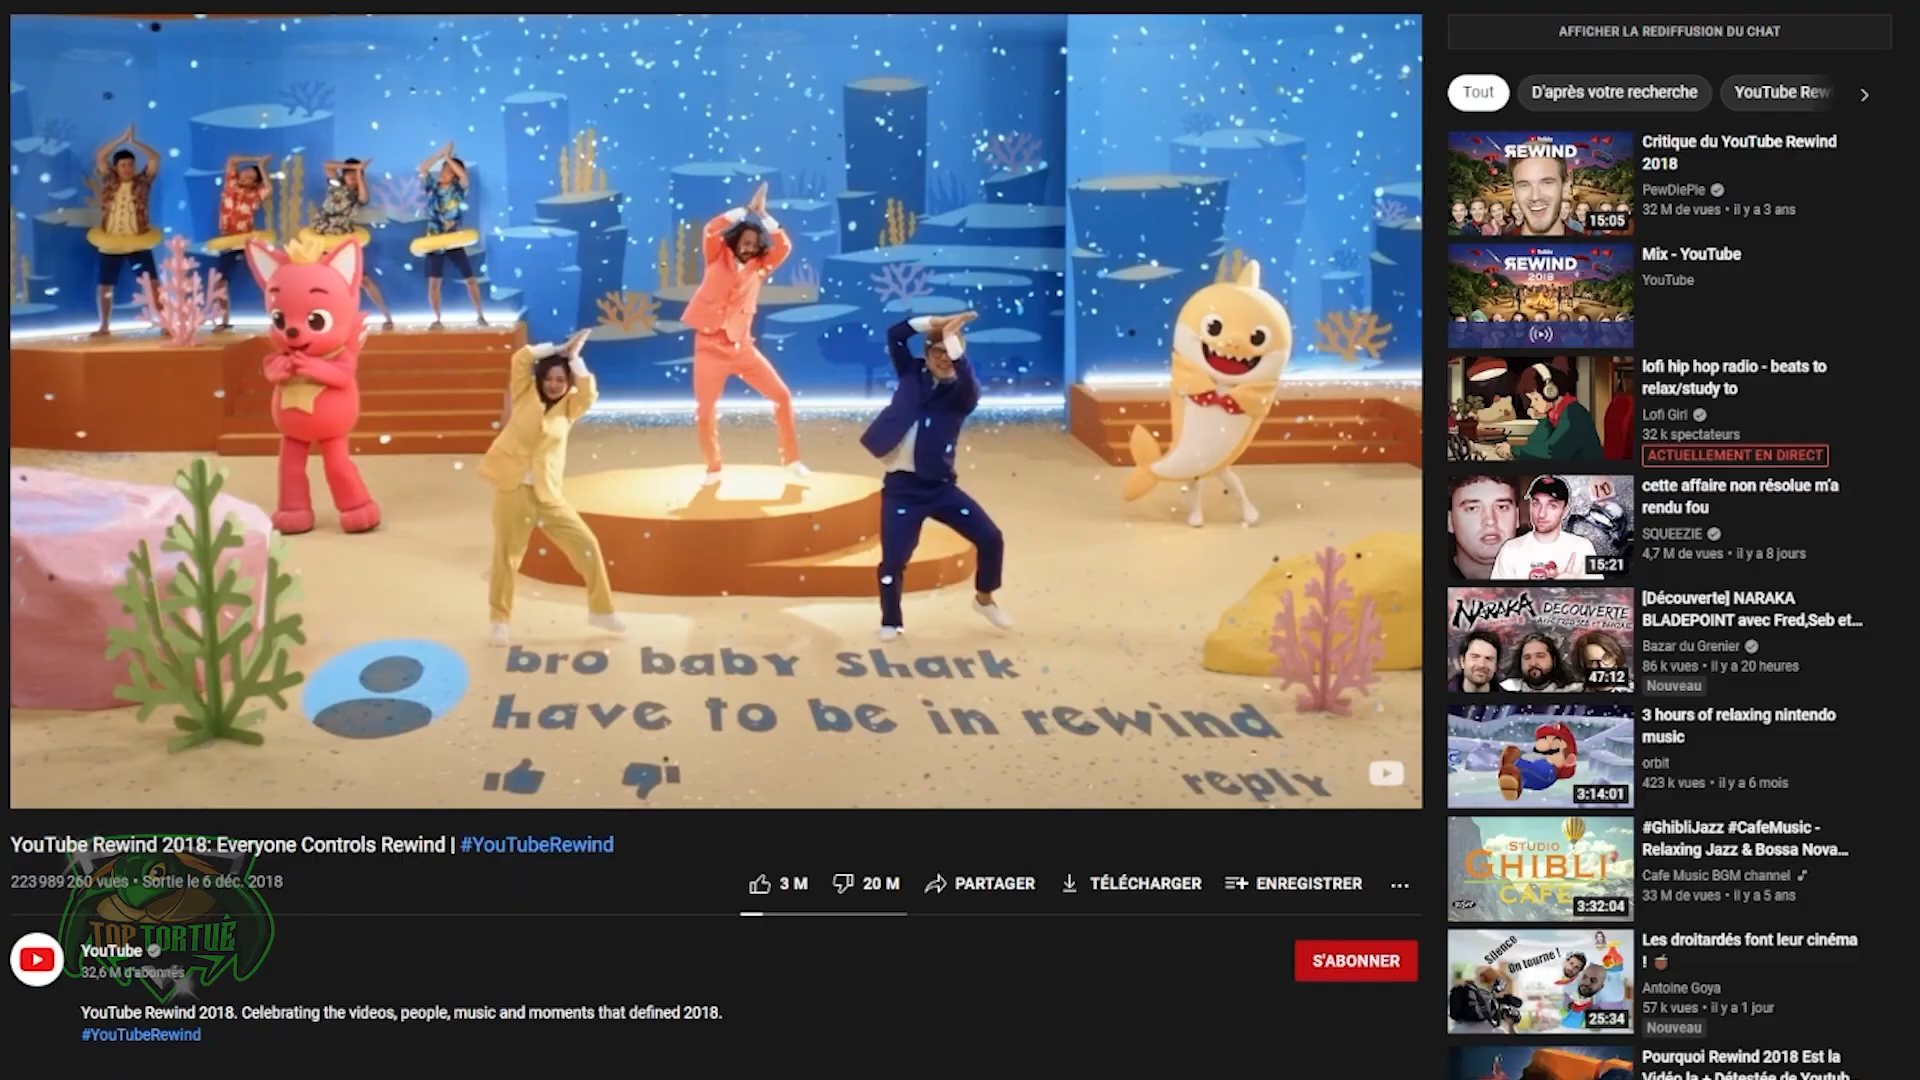 bro baby shark
have to be in rewind
reply
YouTube Rewind 2018: Everyone Controls Rewind | #YouTubeRewind
223 989 260 vues • Sortie le 6 déc. 2018
3 M
20 M
PARTAGER
TÉLÉCHARGER
ENREGISTRER
TOP TORTUE
YouTube
32,6 M d'abonnés
S'ABONNER
YouTube Rewind 2018. Celebrating the videos, people, music and moments that defined 2018.
#YouTubeRewind
AFFICHER LA REDIFFUSION DU CHAT
Tout
D'après votre recherche
YouTube Rew
REWIND
15:05
Critique du YouTube Rewind
2018
PewDiePie
32 M de vues • il y a 3 ans
REWIND
2018
Mix - YouTube
YouTube
lofi hip hop radio - beats to
relax/study to
Lofi Girl
32 k spectateurs
ACTUELLEMENT EN DIRECT
15:21
cette affaire non résolue m'a
rendu fou
SQUEEZIE
4,7 M de vues • il y a 8 jours
NARAKA DECOUVERTE
47:12
[Découverte] NARAKA
BLADEPOINT avec Fred,Seb et...
Bazar du Grenier
86 k vues • il y a 20 heures
Nouveau
3:14:01
3 hours of relaxing nintendo
music
orbit
423 k vues • il y a 6 mois
STUDIO
GHIBLI
CAFE
3:32:04
#GhibliJazz #CafeMusic -
Relaxing Jazz & Bossa Nova...
Cafe Music BGM channel
33 M de vues • il y a 5 ans
Silence
On tourne !
25:34
Les droitardés font leur cinéma
!
Antoine Goya
57 k vues • il y a 1 jour
Nouveau
Pourquoi Rewind 2018 Est la
Vidéo la + Détestée de Youtub